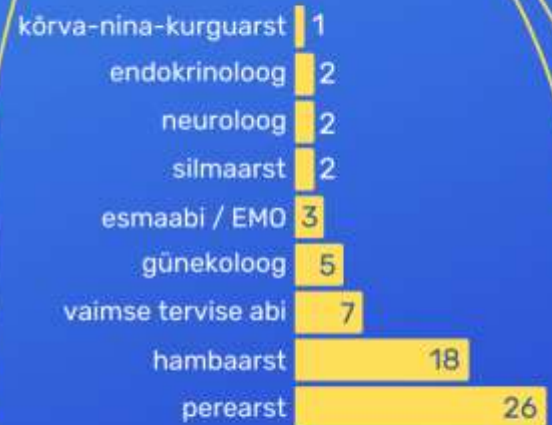 kõrva-nina-kurguarst 1
endokrinoloog 2
neuroloog 2
silmaarst 2
esmaabi / EMO 3
günekoloog 5
vaimse tervise abi 7
hambaarst 18
perearst 26